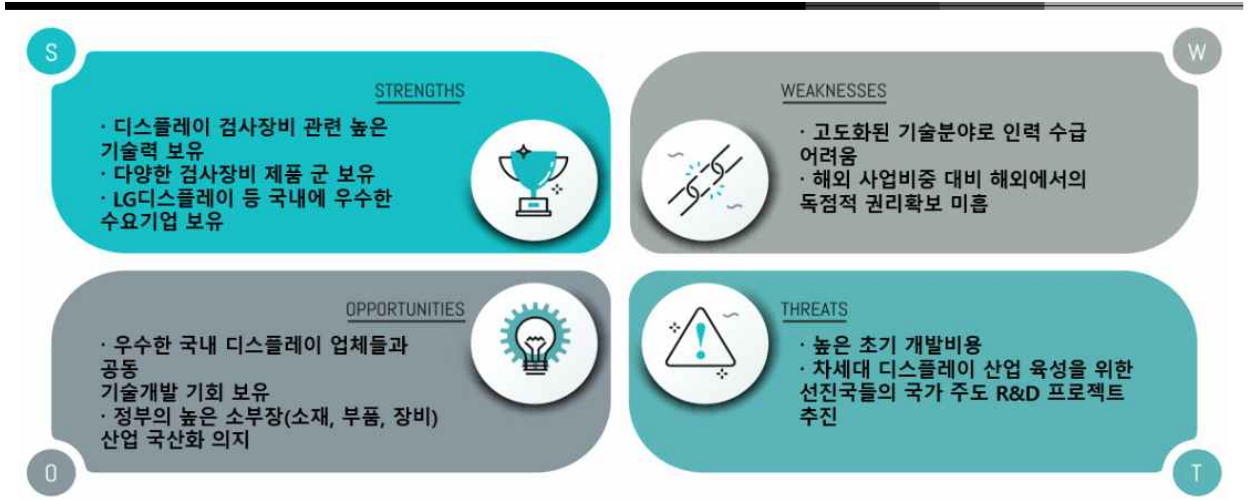 S
STRENGTHS
· 디스플레이 검사장비 관련 높은
기술력 보유
· 다양한 검사장비 제품 군 보유
· LG디스플레이 등 국내에 우수한
수요기업 보유
W
WEAKNESSES
· 고도화된 기술분야로 인력 수급
어려움
· 해외 사업비중 대비 해외에서의
독점적 권리확보 미흡
OPPORTUNITIES
· 우수한 국내 디스플레이 업체들과
공동
기술개발 기회 보유
· 정부의 높은 소부장(소재, 부품, 장비)
산업 국산화 의지
O
THREATS
· 높은 초기 개발비용
· 차세대 디스플레이 산업 육성을 위한
선진국들의 국가 주도 R&D 프로젝트
추진
T